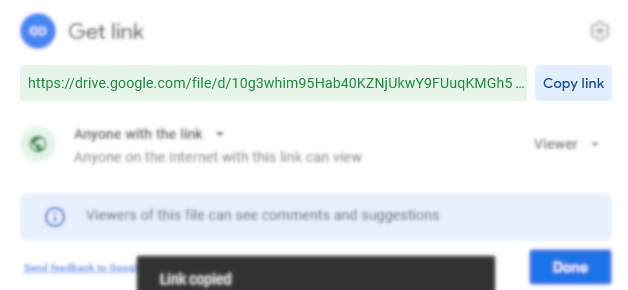 Get link
https://drive.google.com/file/d/10g3whim95Hab40KZNjUkwY9FUuqKMGh5 ...
Copy link
Anyone with the link
Anyone on the internet with this link can view
Viewer
Viewers of this file can see comments and suggestions
Send feedback to Goog
Link copied
Done